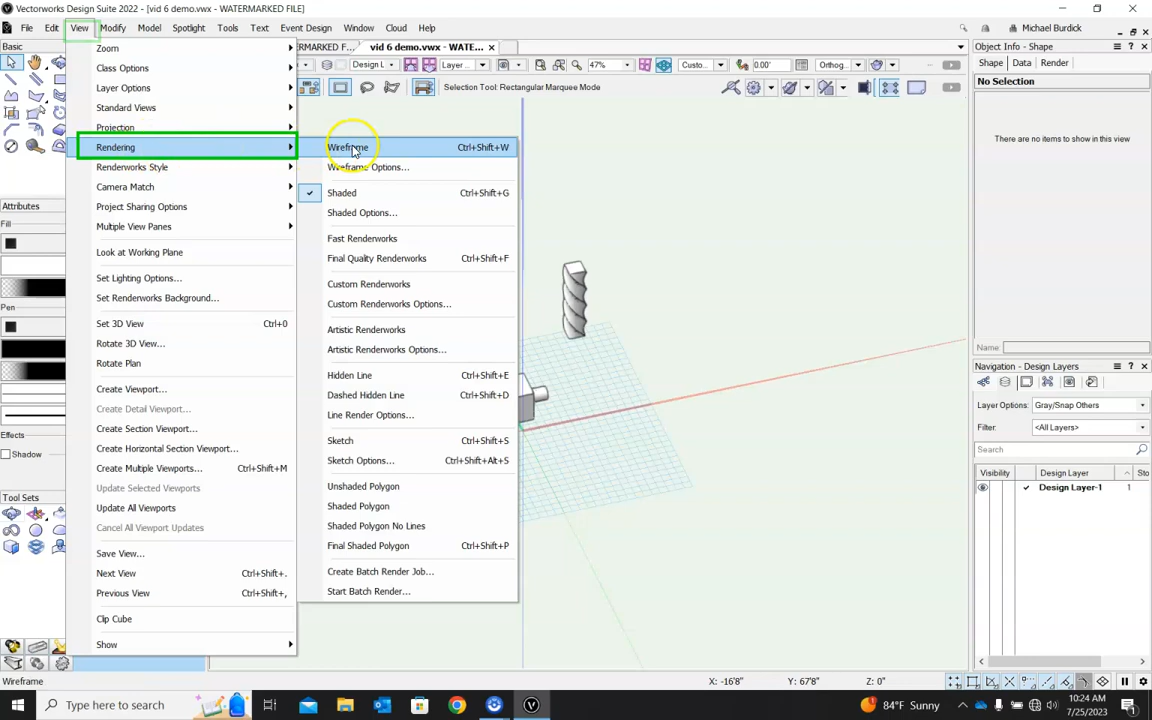 Vectorworks Design Suite 2022 - [vid 6 demo.vwx - WATERMARKED FILE]
File Edit View Modify Model Spotlight Tools Text Event Design Window Cloud Help Michael Burdick
Basic
RMARKED F... vid 6 demo.vwx - WATE...
Design L Layer ... 47% Custo... 0.00° Orthog...
Selection Tool: Rectangular Marquee Mode
Zoom
Class Options
Layer Options
Standard Views
Projection
Rendering
Renderworks Style
Camera Match
Project Sharing Options
Multiple View Panes
Look at Working Plane
Set Lighting Options...
Set Renderworks Background...
Set 3D View Ctrl+0
Rotate 3D View...
Rotate Plan
Create Viewport...
Create Detail Viewport...
Create Section Viewport...
Create Horizontal Section Viewport...
Create Multiple Viewports... Ctrl+Shift+M
Update Selected Viewports
Update All Viewports
Cancel All Viewport Updates
Save View...
Next View Ctrl+Shift+.
Previous View Ctrl+Shift+,
Clip Cube
Show
Wireframe Ctrl+Shift+W
Wireframe Options...
Shaded Ctrl+Shift+G
Shaded Options...
Fast Renderworks
Final Quality Renderworks Ctrl+Shift+F
Custom Renderworks
Custom Renderworks Options...
Artistic Renderworks
Artistic Renderworks Options...
Hidden Line Ctrl+Shift+E
Dashed Hidden Line Ctrl+Shift+D
Line Render Options...
Sketch Ctrl+Shift+S
Sketch Options... Ctrl+Shift+Alt+S
Unshaded Polygon
Shaded Polygon
Shaded Polygon No Lines
Final Shaded Polygon Ctrl+Shift+P
Create Batch Render Job...
Start Batch Render...
Attributes
Fill
Pen
Effects
Shadow
Tool Sets
Object Info - Shape
Shape Data Render
No Selection
There are no items to show in this view
Name:
Navigation - Design Layers
Layer Options: Gray/Snap Others
Filter: <All Layers>
Search
Visibility Design Layer # Sto
Design Layer-1 1
Wireframe X: -16'8" Y: 67'8" Z: 0"
Type here to search 84°F Sunny 10:24 AM
7/25/2023